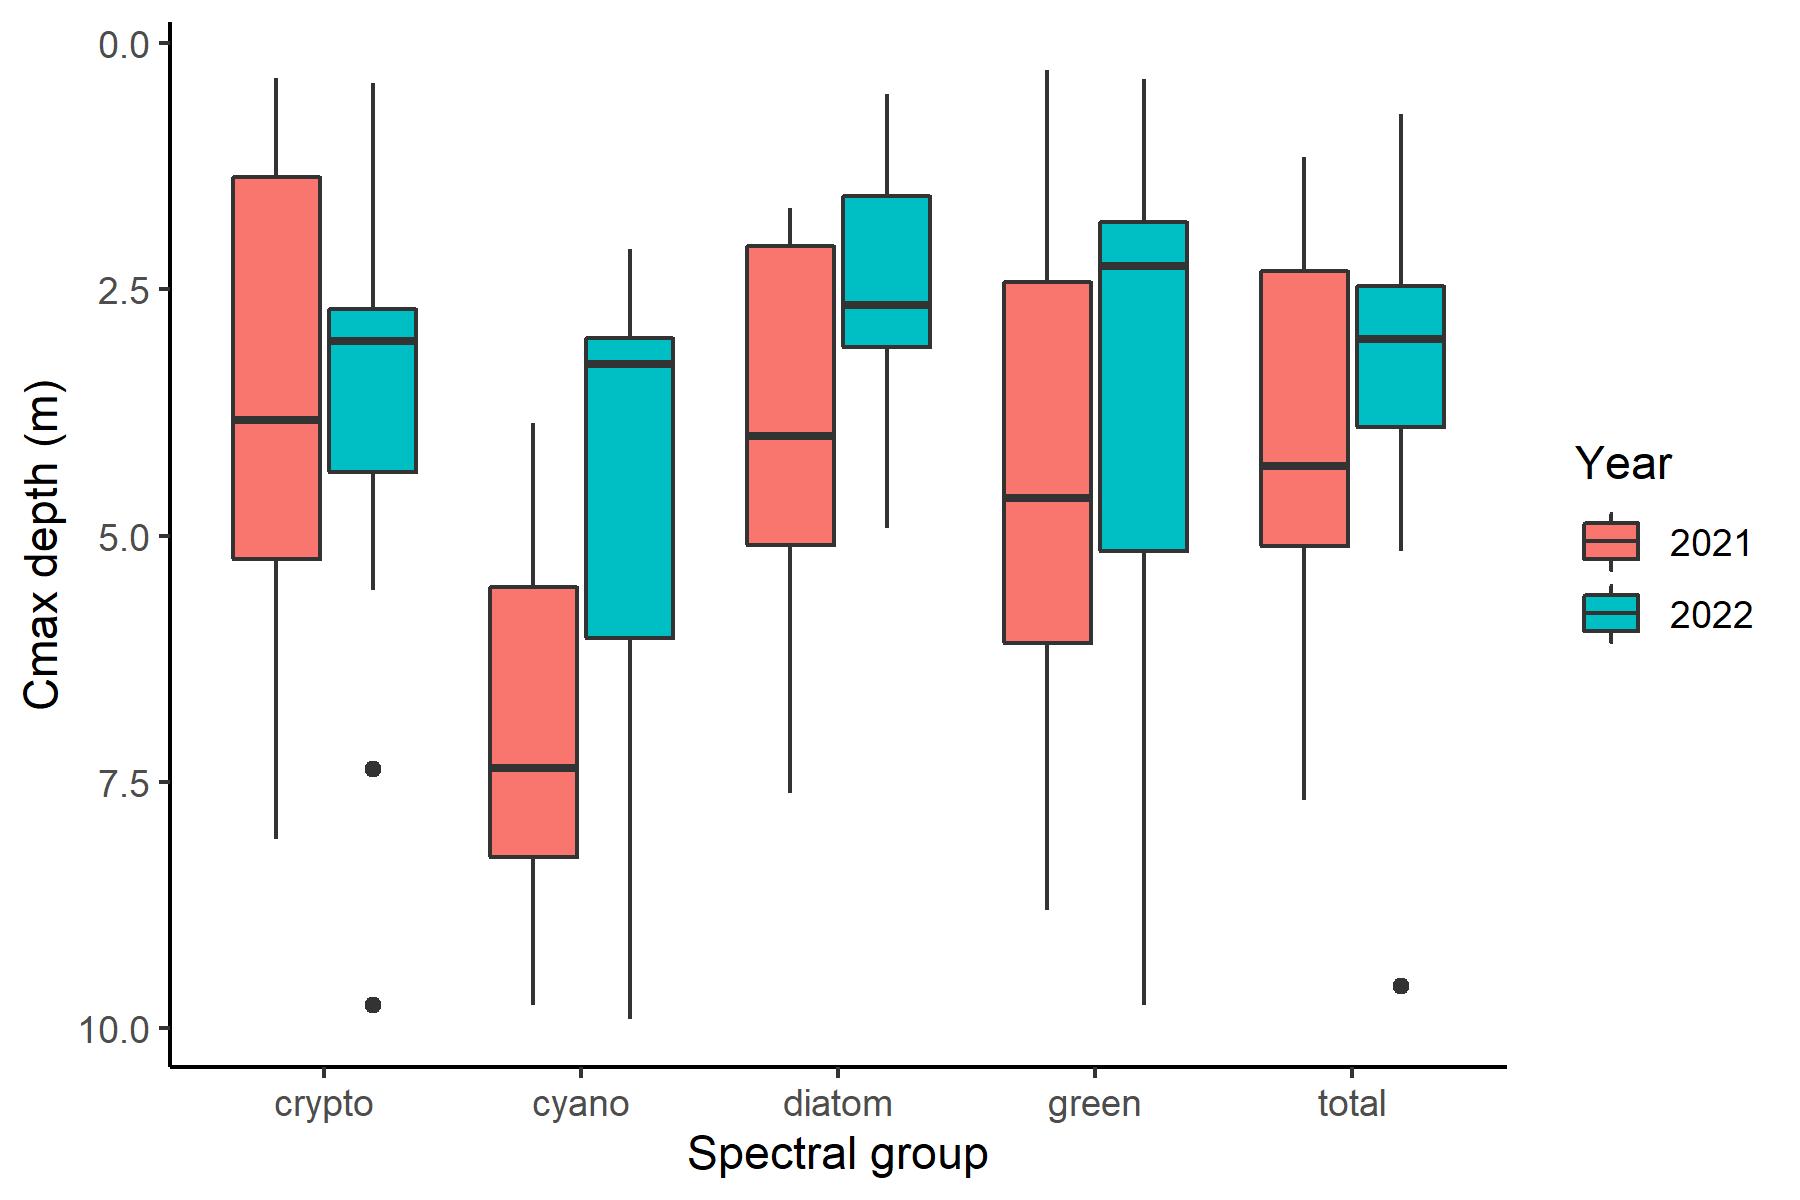 Cmax depth (m)
0.0
2.5
5.0
7.5
10.0
crypto cyano diatom green total
Spectral group
Year
2021
2022